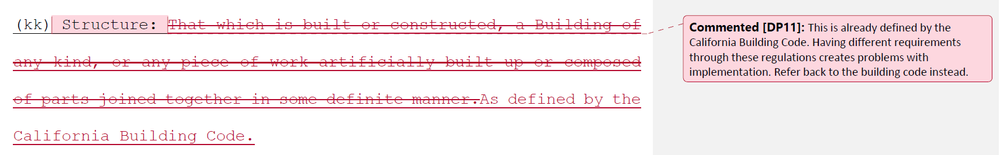 (kk) Structure: That which is built or constructed, a Building of
any kind, or any piece of work artificially built up or composed
of parts joined together in some definite manner.As defined by the
California Building Code.
Commented [DP11]: This is already defined by the
California Building Code. Having different requirements
through these regulations creates problems with
implementation. Refer back to the building code instead.